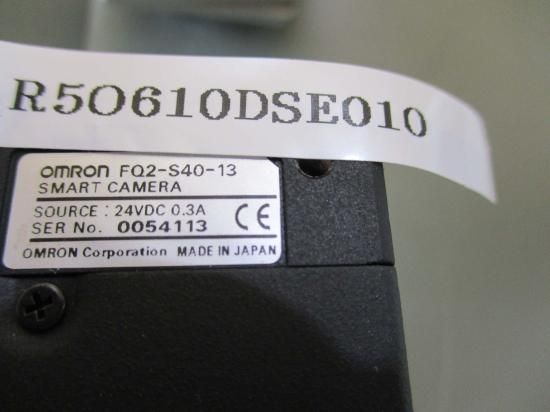 R50610DSE010
OMRON FQ2-S40-13
SMART CAMERA
SOURCE : 24VDC 0.3A
SER No. 0054113 CE
OMRON Corporation MADE IN JAPAN